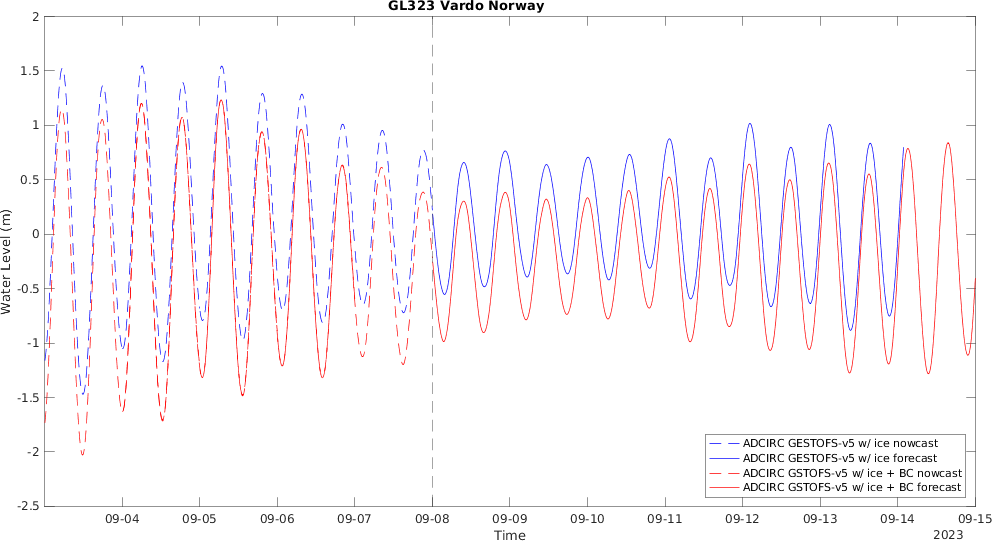 GL323 Vardo Norway
2
1.5
1
0.5
0
-0.5
-1
-1.5
-2
-2.5
Water Level (m)
09-04 09-05 09-06 09-07 09-08 09-09 09-10 09-11 09-12 09-13 09-14 09-15
Time
2023
ADCIRC GESTOFS-v5 w/ ice nowcast
ADCIRC GESTOFS-v5 w/ ice forecast
ADCIRC GSTOFS-v5 w/ ice + BC nowcast
ADCIRC GSTOFS-v5 w/ ice + BC forecast